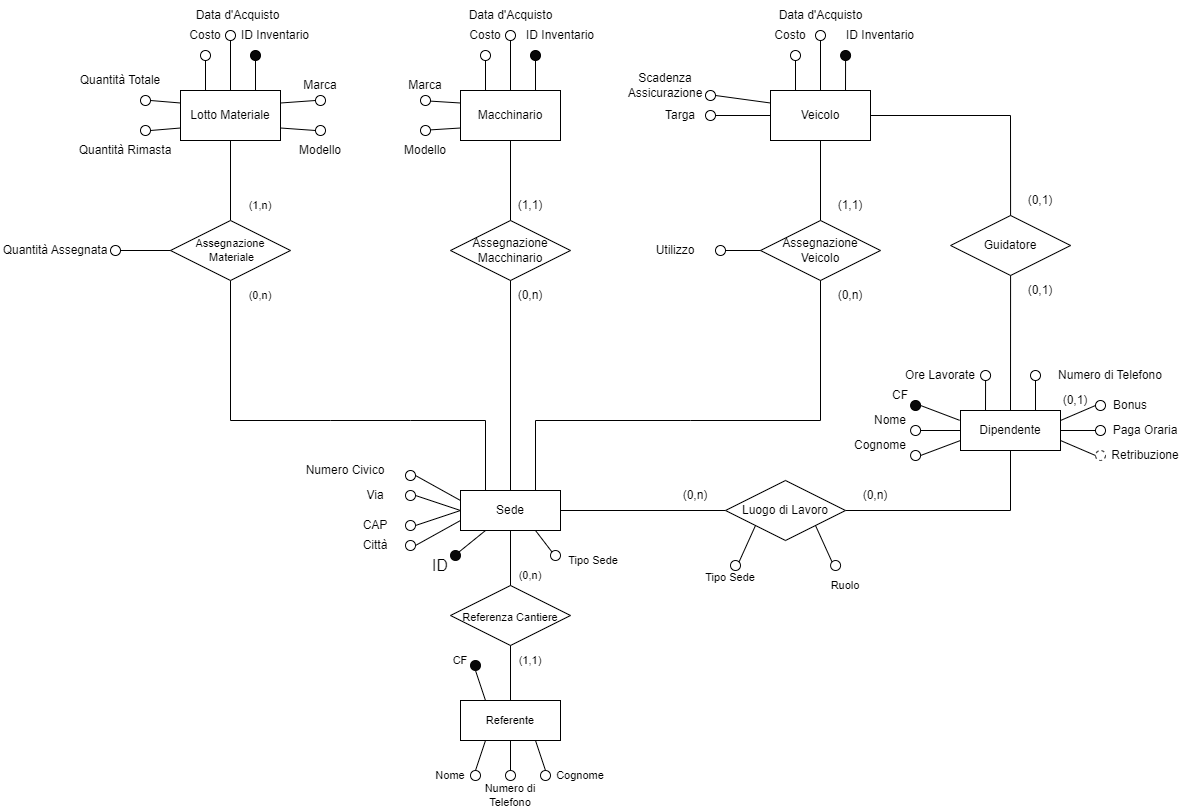 Data d'Acquisto
Costo
ID Inventario
Quantità Totale
Marca
Lotto Materiale
Quantità Rimasta
Modello
(1,n)
Quantità Assegnata
Assegnazione
Materiale
(0,n)
Data d'Acquisto
Costo
ID Inventario
Marca
Macchinario
Modello
(1,1)
Assegnazione
Macchinario
(0,n)
Data d'Acquisto
Costo
ID Inventario
Scadenza
Assicurazione
Targa
Veicolo
(1,1)
Utilizzo
Assegnazione
Veicolo
(0,n)
(0,1)
Guidatore
(0,1)
Ore Lavorate
Numero di Telefono
CF
(0,1)
Bonus
Nome
Dipendente
Paga Oraria
Cognome
Retribuzione
Numero Civico
Via
CAP
Città
ID
Sede
Tipo Sede
(0,n)
Luogo di Lavoro
(0,n)
Tipo Sede
Ruolo
(0,n)
Referenza Cantiere
(1,1)
CF
Referente
Nome
Numero di
Telefono
Cognome